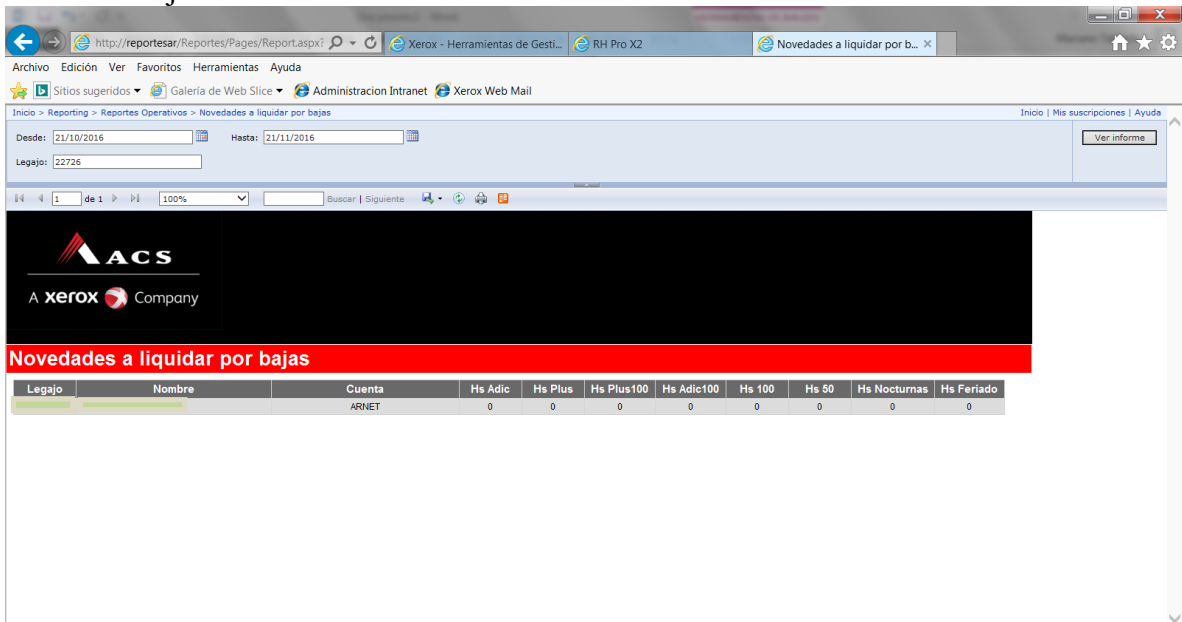 http://reportesar/Reportes/Pages/Report.aspx?
Xerox - Herramientas de Gesti...
RH Pro X2
Novedades a liquidar por b...
Archivo Edición Ver Favoritos Herramientas Ayuda
Sitios sugeridos Galería de Web Slice Administracion Intranet Xerox Web Mail
Inicio > Reporting > Reportes Operativos > Novedades a liquidar por bajas
Inicio | Mis suscripciones | Ayuda
Desde: 21/10/2016 Hasta: 21/11/2016 Ver informe
Legajo: 22726
1 de 1 100% Buscar | Siguiente
ACS
A xerox Company
Novedades a liquidar por bajas
Legajo Nombre Cuenta Hs Adic Hs Plus Hs Plus100 Hs Adic100 Hs 100 Hs 50 Hs Nocturnas Hs Feriado
ARNET 0 0 0 0 0 0 0 0